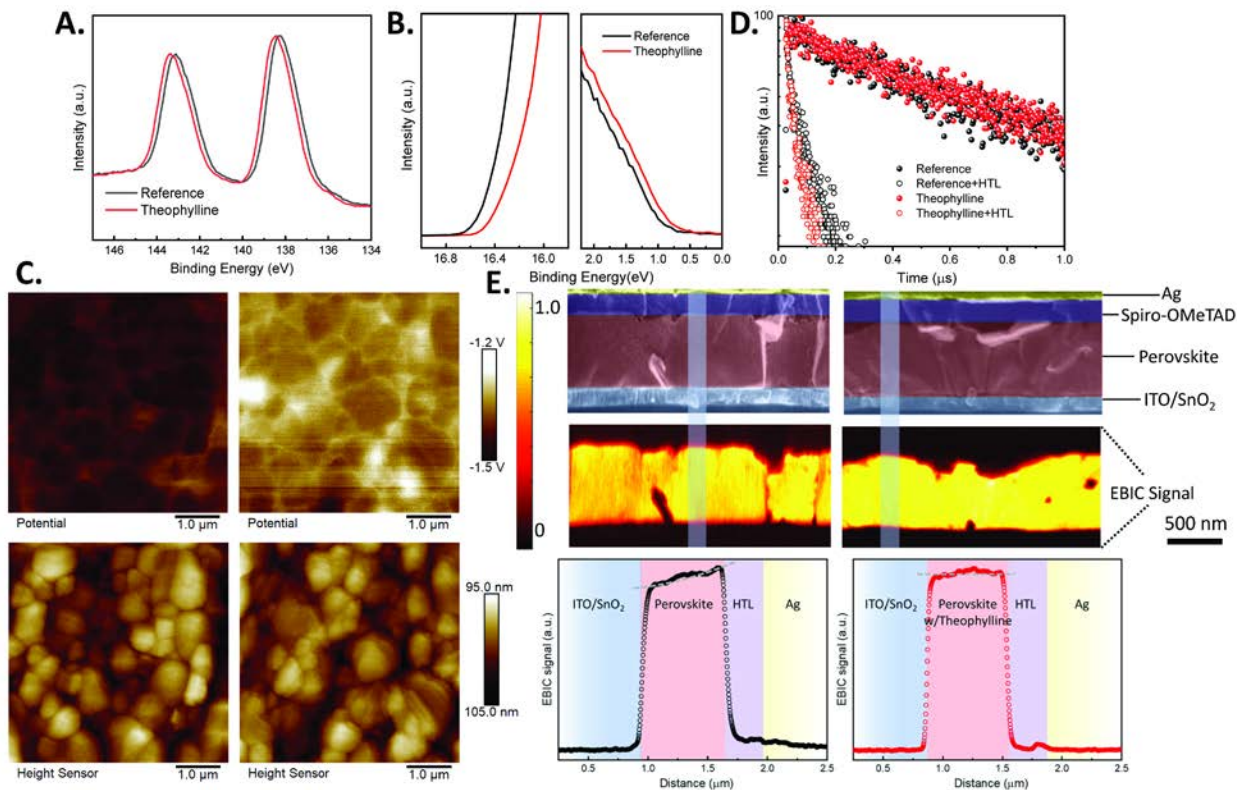 A.
Intensity (a.u.)
Reference
Theophylline
146 144 142 140 138 136 134
Binding Energy (eV)
B.
Intensity (a.u.)
Reference
Theophylline
16.8 16.4 16.0 2.0 1.5 1.0 0.5 0.0
Binding Energy(eV)
D.
100
Intensity (a.u.)
Reference
Reference+HTL
Theophylline
Theophylline+HTL
0.0 0.2 0.4 0.6 0.8 1.0
Time (μs)
C.
-1.2 V
-1.5 V
Potential
1.0 μm
Potential
1.0 μm
95.0 nm
105.0 nm
Height Sensor
1.0 μm
Height Sensor
1.0 μm
E.
1.0
0
Ag
Spiro-OMeTAD
Perovskite
ITO/SnO2
EBIC Signal
500 nm
EBIC signal (a.u.)
ITO/SnO2
Perovskite
HTL
Ag
0.5 1.0 1.5 2.0 2.5
Distance (μm)
EBIC signal (a.u.)
ITO/SnO2
Perovskite
w/Theophylline
HTL
Ag
0.5 1.0 1.5 2.0 2.5
Distance (μm)